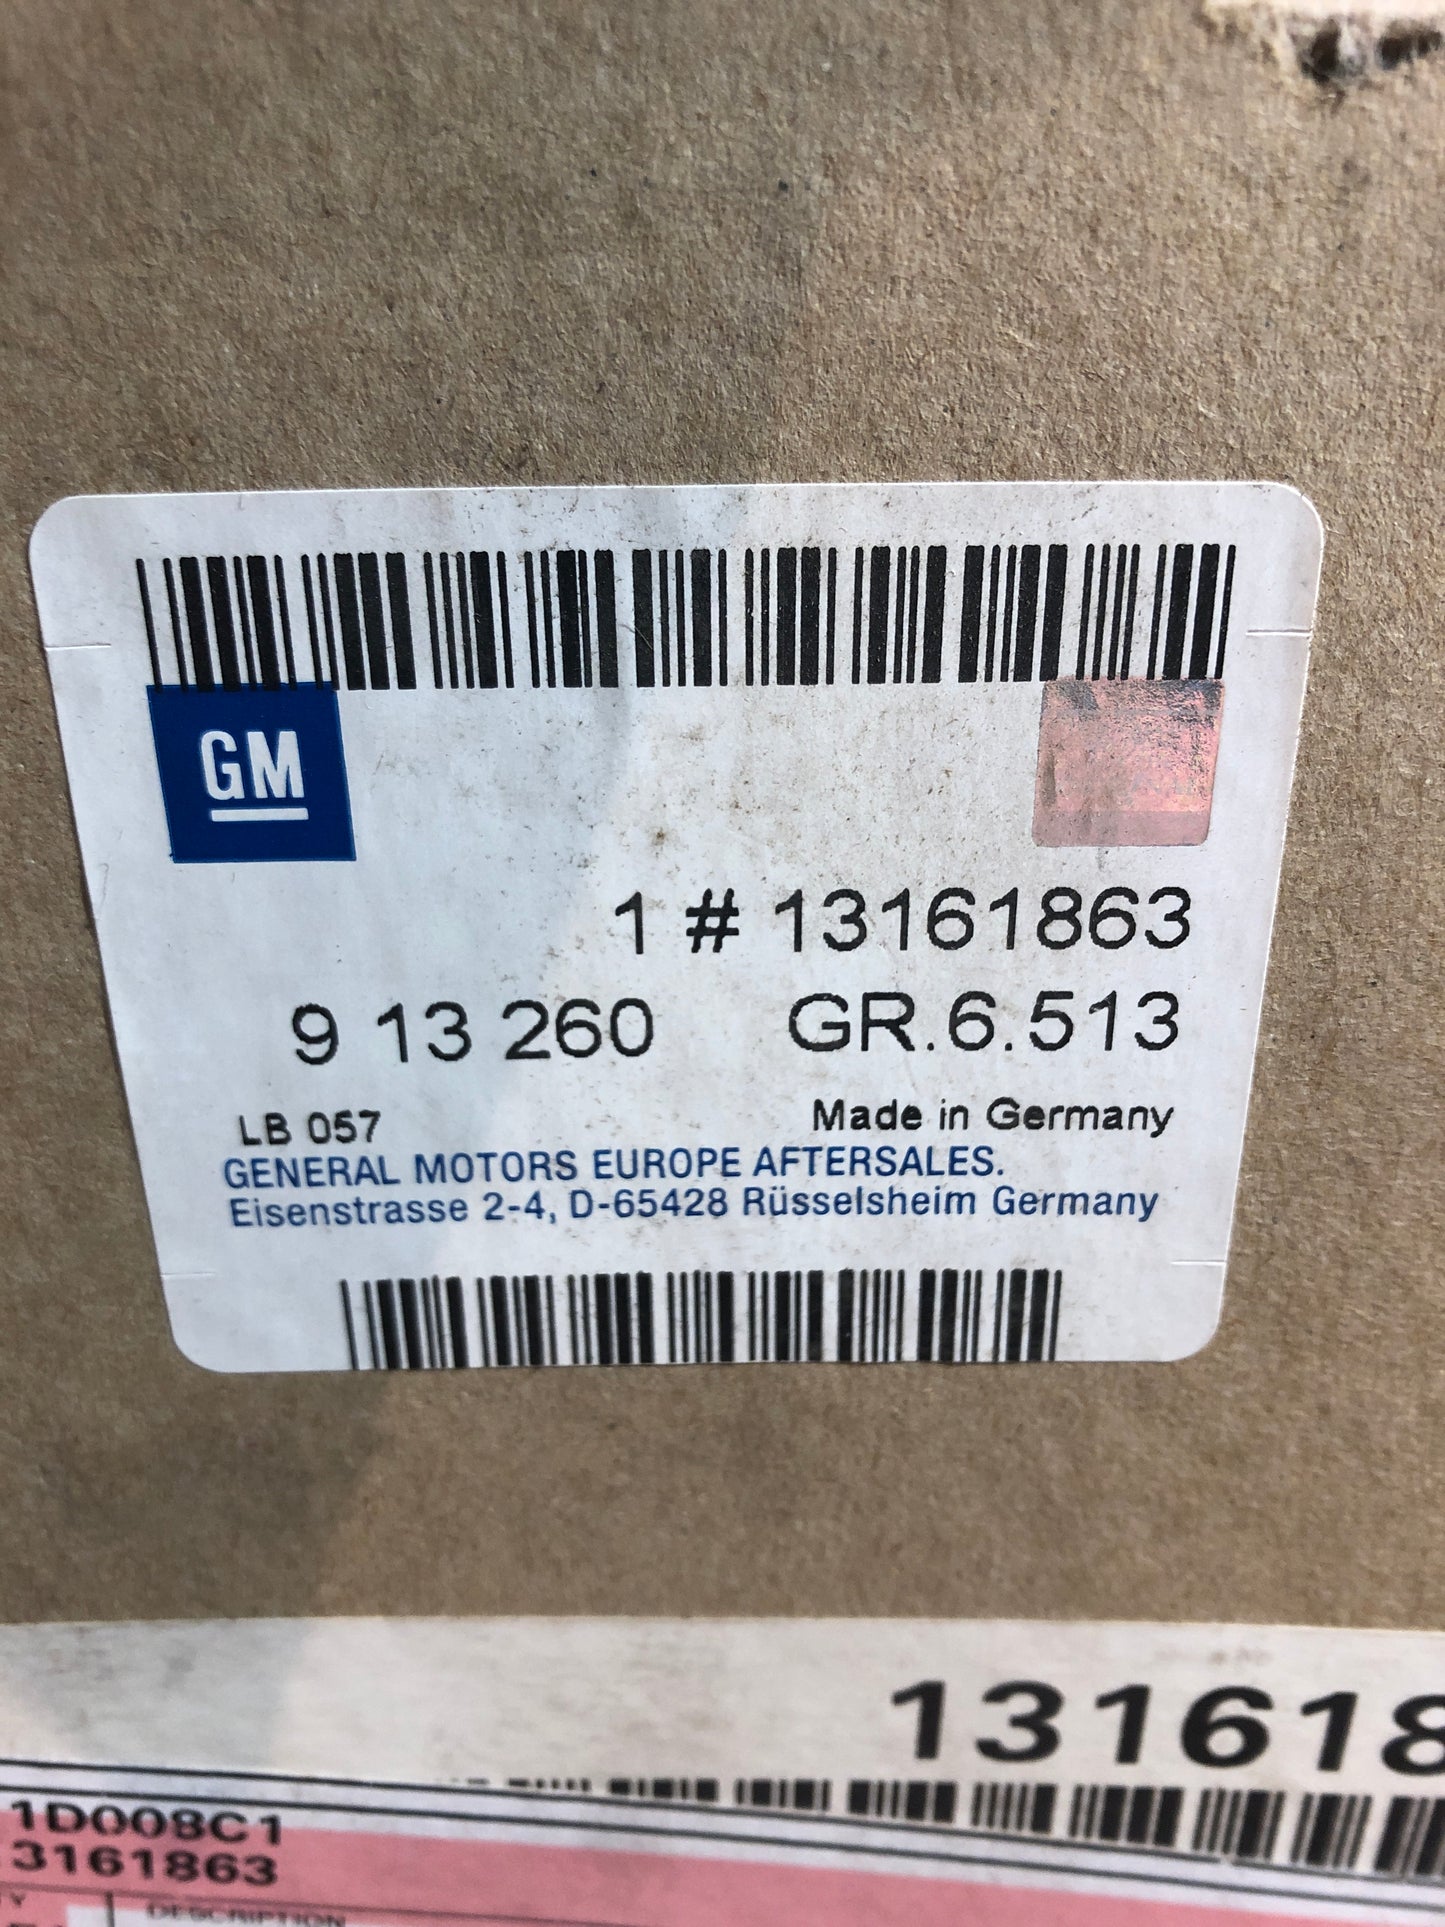 GM
1 # 13161863
9 13 260 GR.6.513
LB 057 Made in Germany
GENERAL MOTORS EUROPE AFTERSALES.
Eisenstrasse 2-4, D-65428 Rüsselsheim Germany
131618
1D008C1
3161863
DESCRIPTION